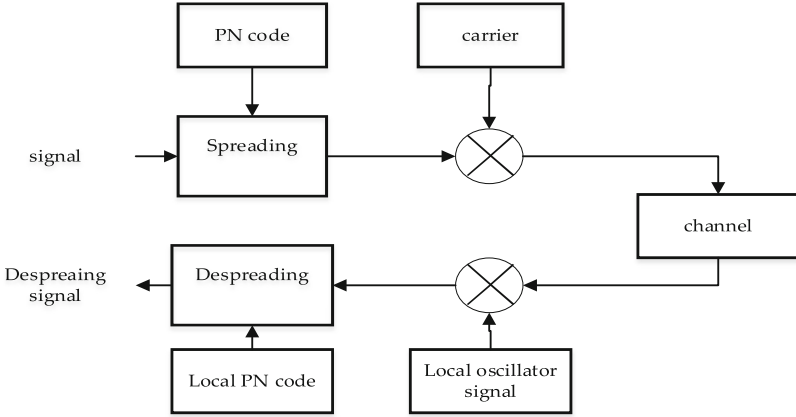 PN code
carrier
signal
Spreading
channel
Despreaing
signal
Despreading
Local PN code
Local oscillator
signal